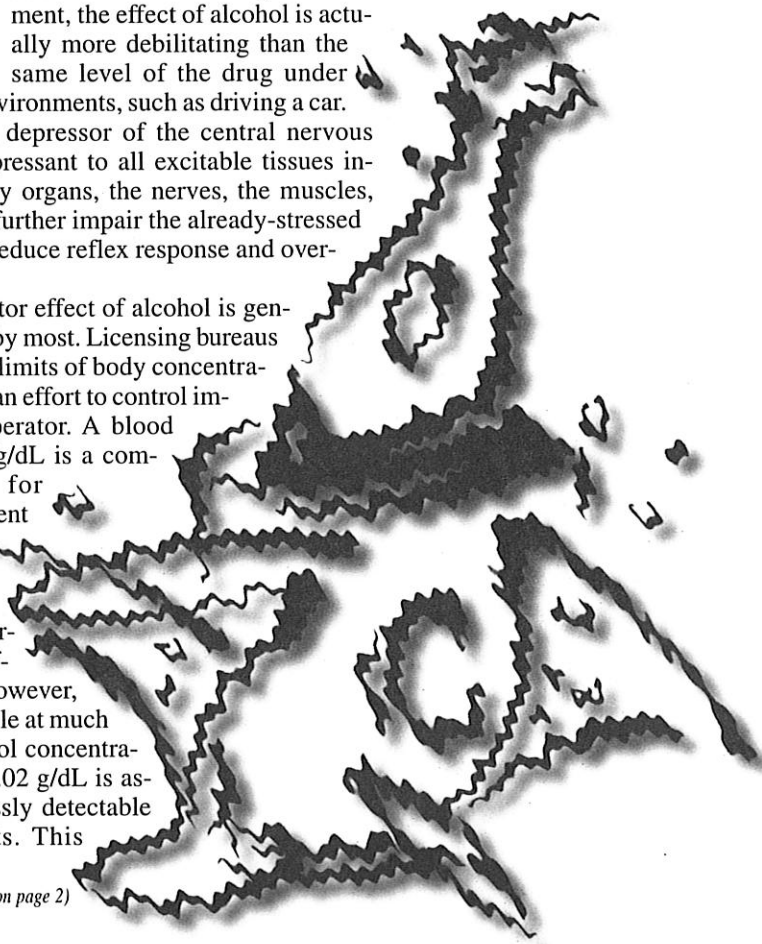 ment, the effect of alcohol is actu-
ally more debilitating than the
same level of the drug under
vironments, such as driving a car.
depressor of the central nervous
pressant to all excitable tissues in-
y organs, the nerves, the muscles,
further impair the already-stressed
educe reflex response and over-
tor effect of alcohol is gen-
by most. Licensing bureaus
limits of body concentra-
an effort to control im-
perator. A blood
g/dL is a com-
for
ent
r-
f-
owever,
le at much
ol concentra-
02 g/dL is as-
ssly detectable
ts. This
on page 2)